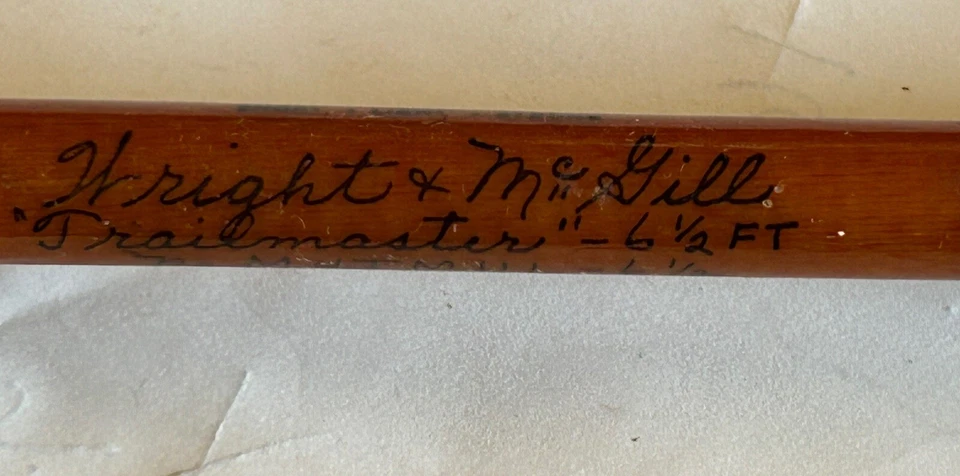 Wright & McGill
"Trailmaster" - 6 1/2 FT